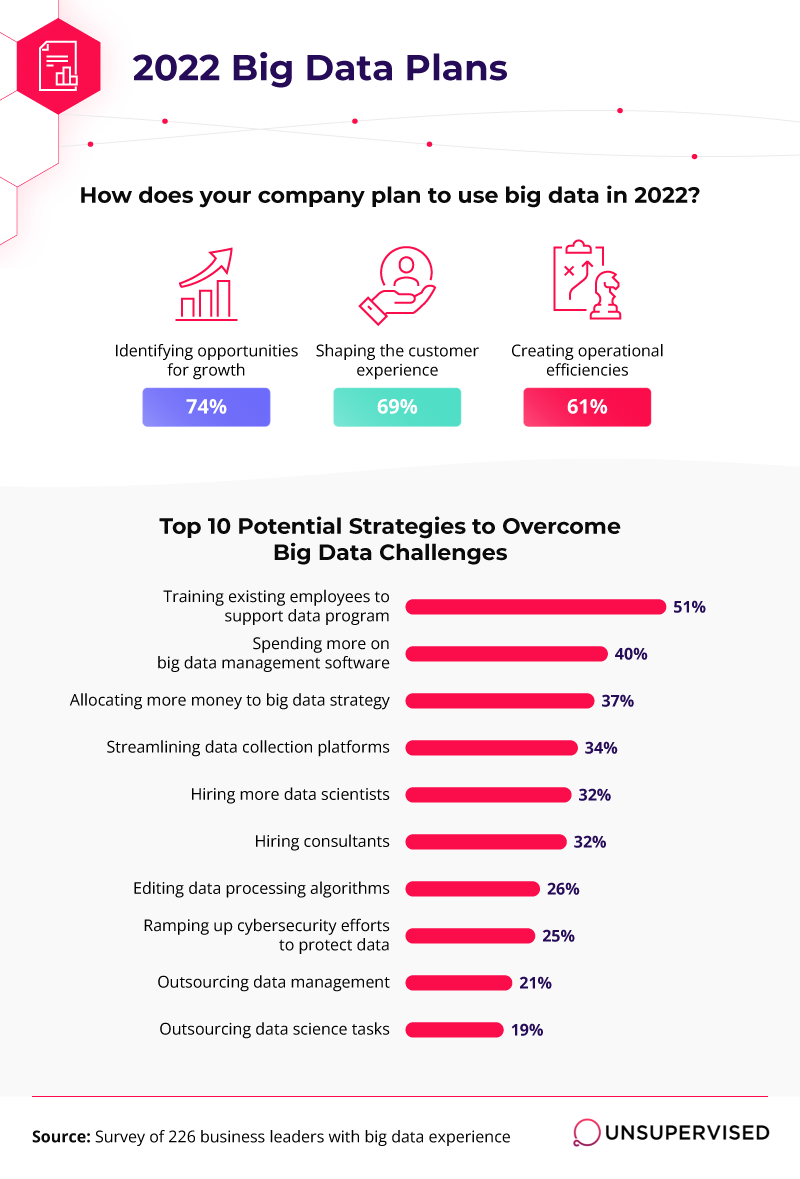 2022 Big Data Plans
How does your company plan to use big data in 2022?
Identifying opportunities
for growth
74%
Shaping the customer
experience
69%
Creating operational
efficiencies
61%
Top 10 Potential Strategies to Overcome
Big Data Challenges
Training existing employees to
support data program
51%
Spending more on
big data management software
40%
Allocating more money to big data strategy
37%
Streamlining data collection platforms
34%
Hiring more data scientists
32%
Hiring consultants
32%
Editing data processing algorithms
26%
Ramping up cybersecurity efforts
to protect data
25%
Outsourcing data management
21%
Outsourcing data science tasks
19%
Source: Survey of 226 business leaders with big data experience
UNSUPERVISED